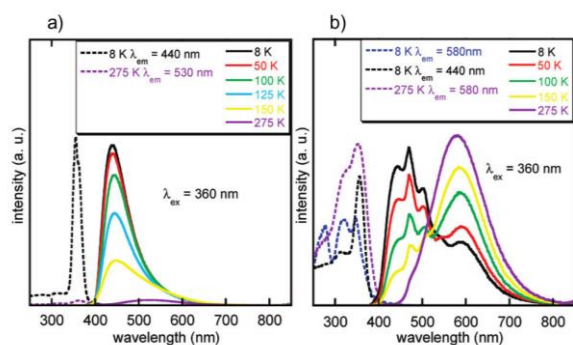 a)
8 K λem = 440 nm
275 K λem = 530 nm
8 K
50 K
100 K
125 K
150 K
275 K
λex = 360 nm
intensity (a. u.)
300 400 500 600 700 800
wavelength (nm)
b)
8 K λem = 580nm
8 K λem = 440 nm
275 K λem = 580 nm
8 K
50 K
100 K
150 K
275 K
λex = 360 nm
intensity (a. u.)
300 400 500 600 700 800
wavelength (nm)